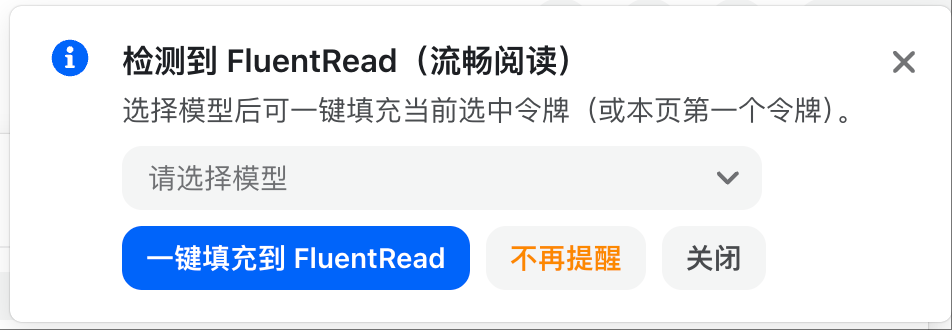 检测到 FluentRead（流畅阅读）
选择模型后可一键填充当前选中令牌（或本页第一个令牌）。
请选择模型
一键填充到 FluentRead 不再提醒 关闭